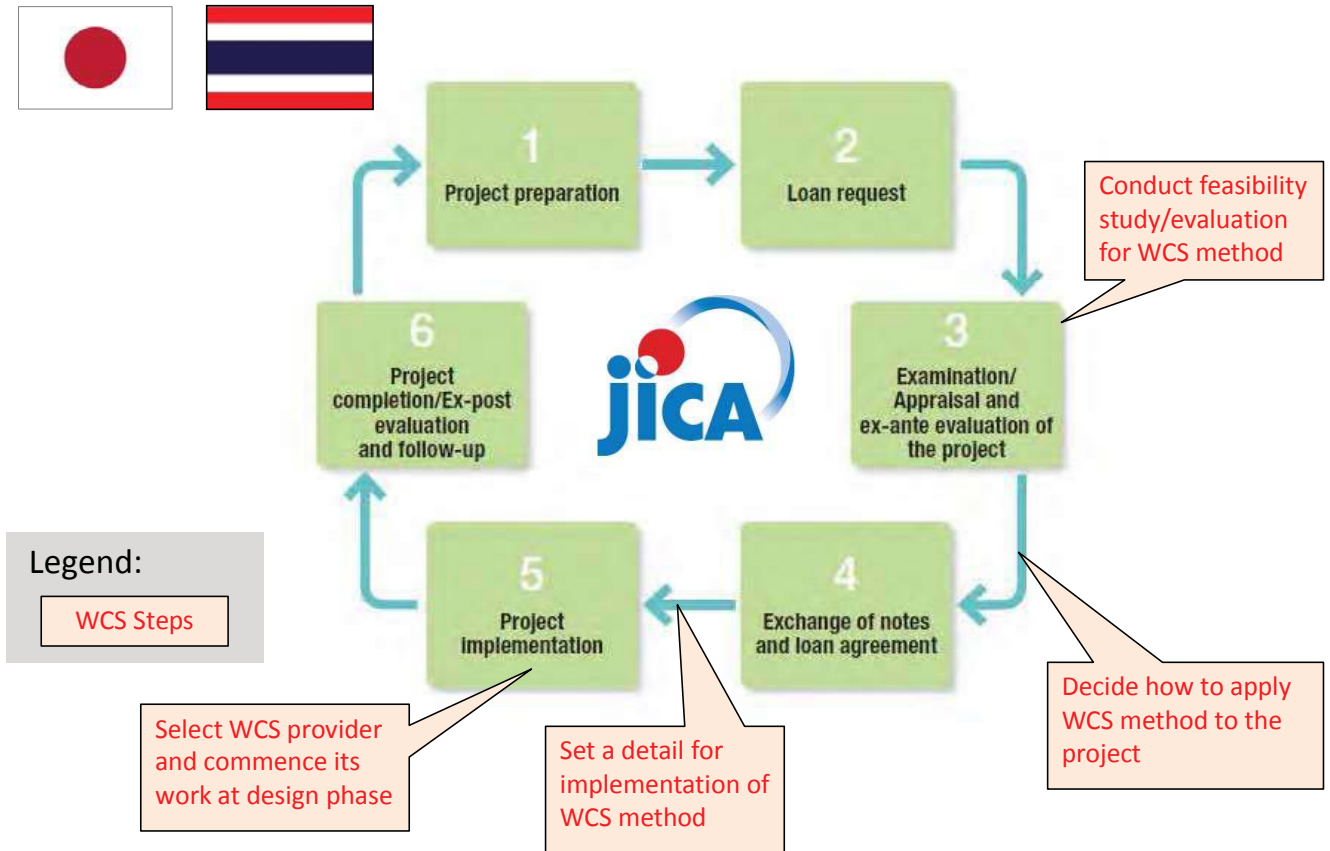 1
Project preparation
2
Loan request
Conduct feasibility
study/evaluation
for WCS method
3
Examination/
Appraisal and
ex-ante evaluation of
the project
6
Project
completion/Ex-post
evaluation
and follow-up
jICA
5
Project
implementation
4
Exchange of notes
and loan agreement
Legend:
WCS Steps
Select WCS provider
and commence its
work at design phase
Set a detail for
implementation of
WCS method
Decide how to apply
WCS method to the
project